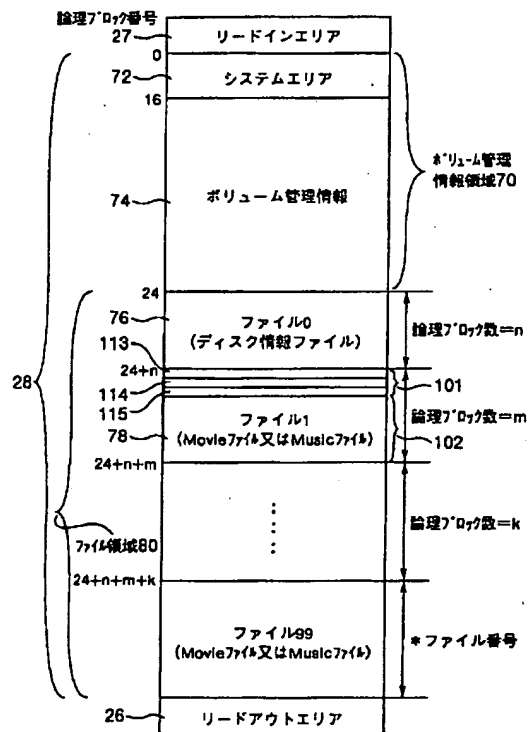 論理ブロック番号
27 リードインエリア
0
72 システムエリア
16
ボリューム管理
情報領域70
74 ボリューム管理情報
24
76 ファイル0
(ディスク情報ファイル)
論理ブロック数=n
113
24+n
28
114
101
115
論理ブロック数=m
ファイル1
78 (Movieファイル又はMusicファイル)
102
24+n+m
論理ブロック数=k
ファイル領域80
24+n+m+k
ファイル99
(Movieファイル又はMusicファイル)
*ファイル番号
26 リードアウトエリア